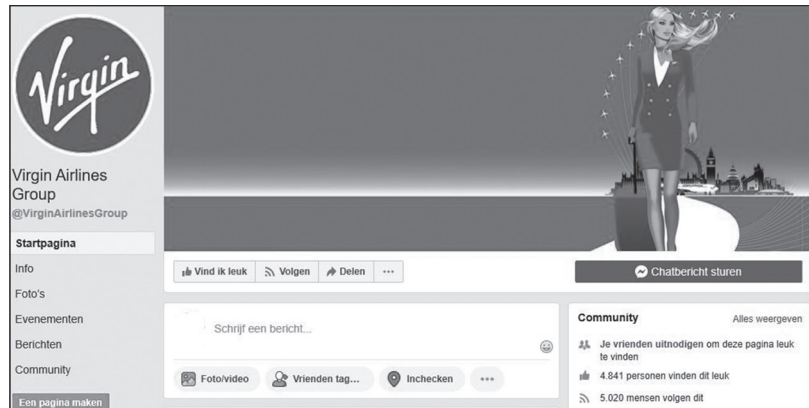 Virgin
Virgin Airlines
Group
@VirginAirlinesGroup
Startpagina
Info
Foto's
Evenementen
Berichten
Community
Een pagina maken
Vind ik leuk
Volgen
Delen
Chatbericht sturen
Schrijf een bericht...
Foto/video
Vrienden tag...
Inchecken
Community
Alles weergeven
Je vrienden uitnodigen om deze pagina leuk
te vinden
4.841 personen vinden dit leuk
5.020 mensen volgen dit